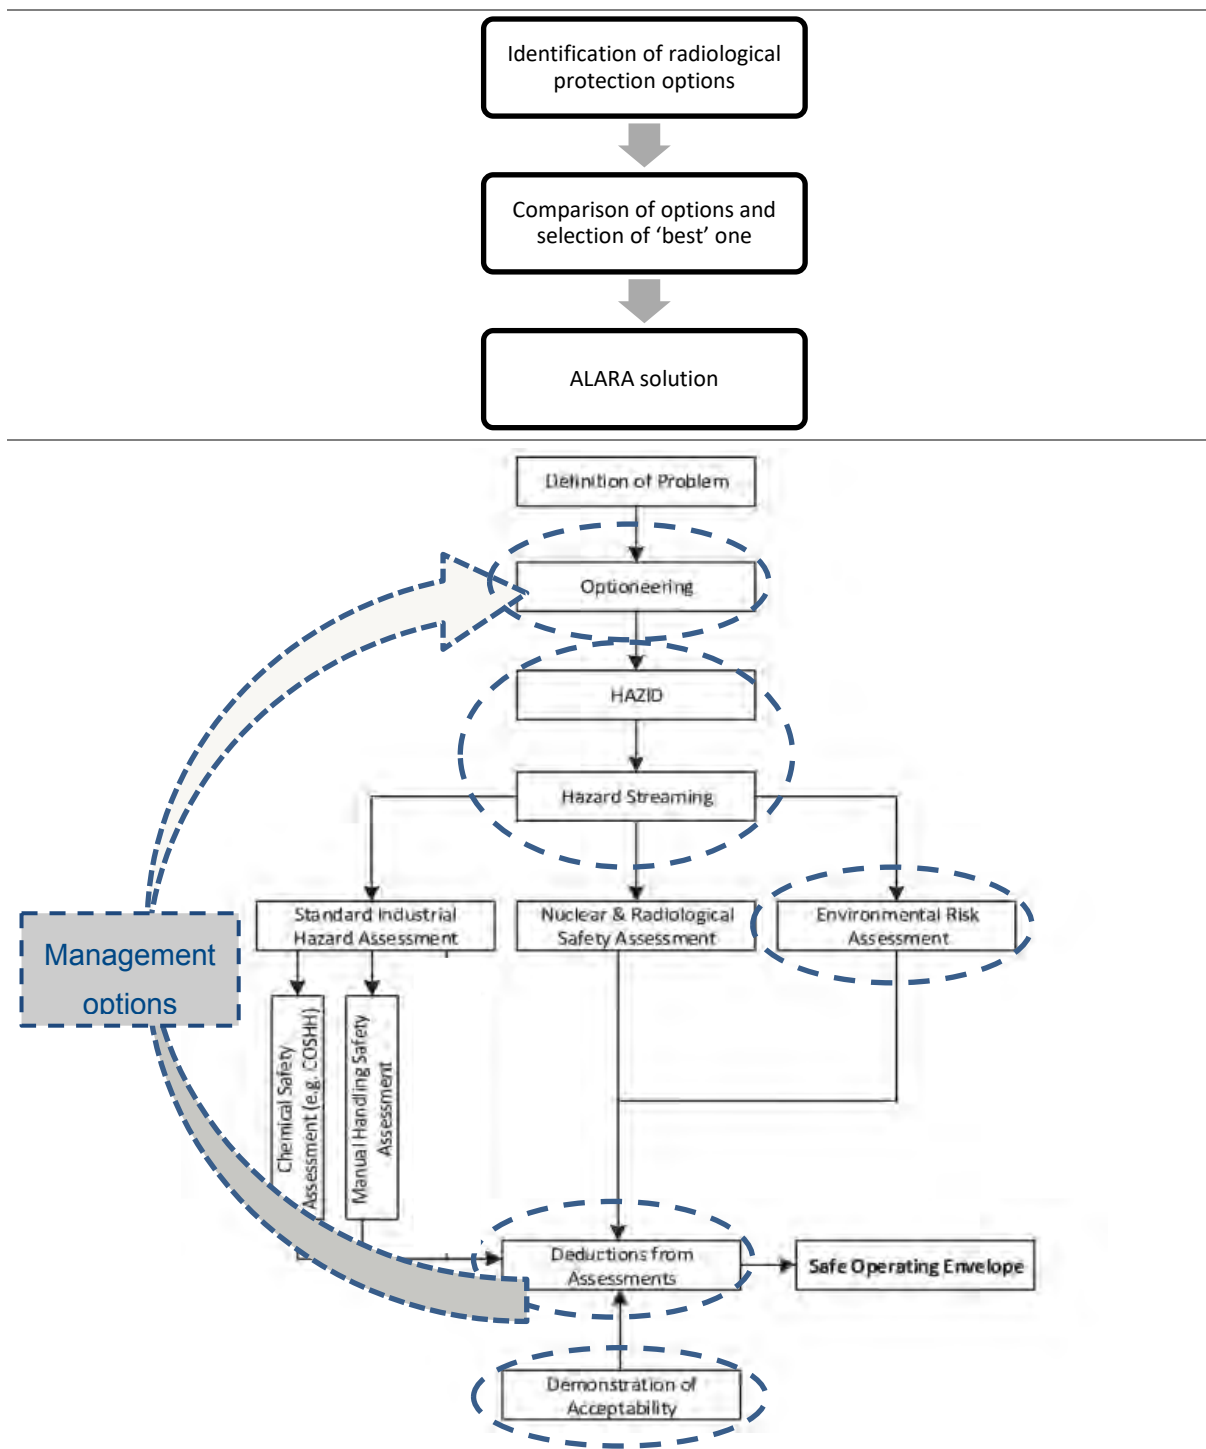 Identification of radiological
protection options
Comparison of options and
selection of ‘best’ one
ALARA solution
Definition of Problem
Optioneering
HAZID
Hazard Streaming
Standard Industrial
Hazard Assessment
Nuclear & Radiological
Safety Assessment
Environmental Risk
Assessment
Management
options
Chemical Safety
Assessment (e.g. COSHH)
Manual Handling Safety
Assessment
Deductions from
Assessments
Safe Operating Envelope
Demonstration of
Acceptability